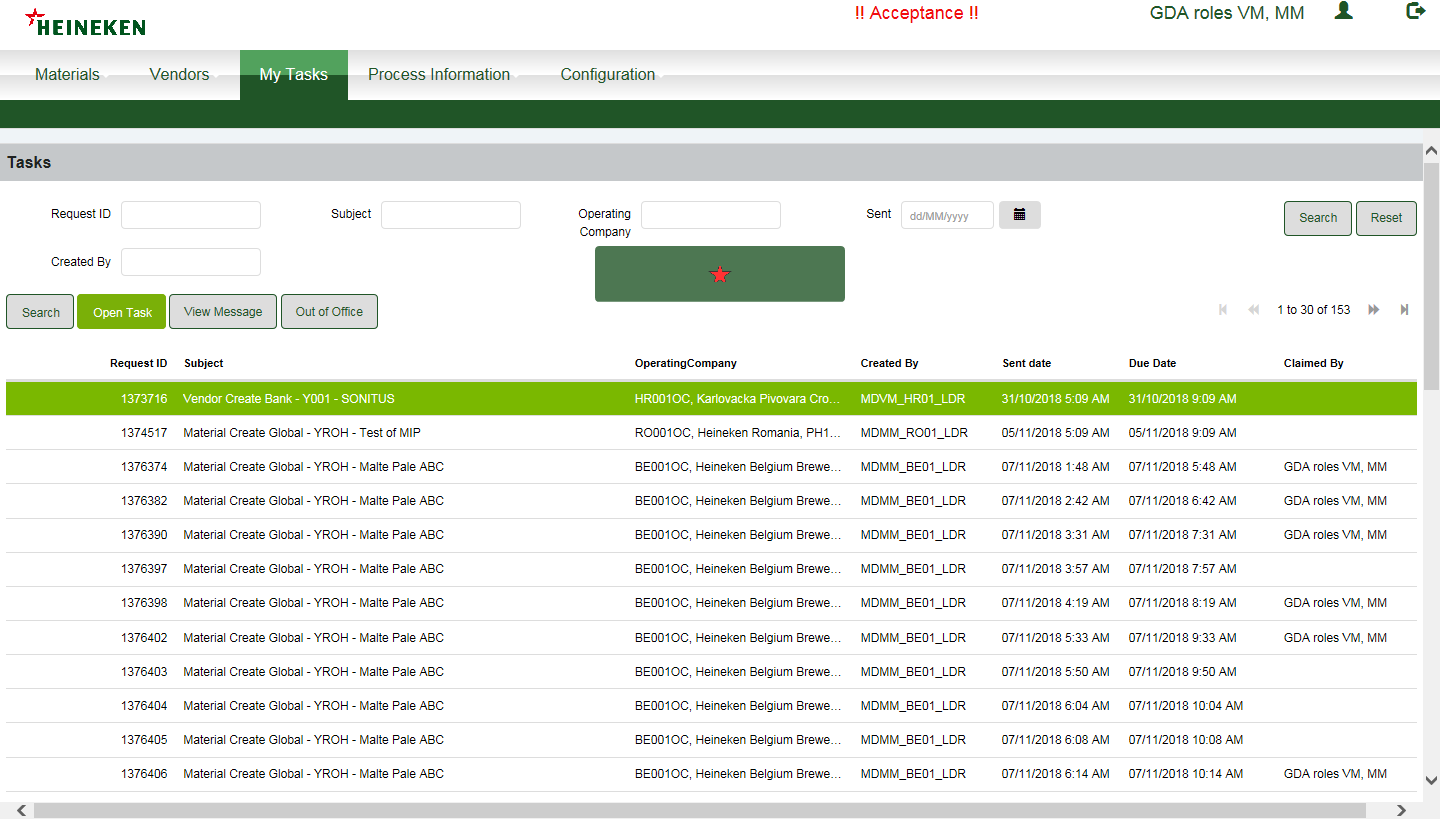 HEINEKEN
!! Acceptance !!
GDA roles VM, MM
Materials
Vendors
My Tasks
Process Information
Configuration
Tasks
Request ID
Subject
Operating Company
Sent
dd/MM/yyyy
Search
Reset
Created By
Search
Open Task
View Message
Out of Office
1 to 30 of 153
Request ID Subject OperatingCompany Created By Sent date Due Date Claimed By
1373716 Vendor Create Bank - Y001 - SONITUS HR001OC, Karlovacka Pivovara Cro... MDVM_HR01_LDR 31/10/2018 5:09 AM 31/10/2018 9:09 AM
1374517 Material Create Global - YROH - Test of MIP RO001OC, Heineken Romania, PH1... MDMM_RO01_LDR 05/11/2018 5:09 AM 05/11/2018 9:09 AM
1376374 Material Create Global - YROH - Malte Pale ABC BE001OC, Heineken Belgium Brewe... MDMM_BE01_LDR 07/11/2018 1:48 AM 07/11/2018 5:48 AM GDA roles VM, MM
1376382 Material Create Global - YROH - Malte Pale ABC BE001OC, Heineken Belgium Brewe... MDMM_BE01_LDR 07/11/2018 2:42 AM 07/11/2018 6:42 AM GDA roles VM, MM
1376390 Material Create Global - YROH - Malte Pale ABC BE001OC, Heineken Belgium Brewe... MDMM_BE01_LDR 07/11/2018 3:31 AM 07/11/2018 7:31 AM GDA roles VM, MM
1376397 Material Create Global - YROH - Malte Pale ABC BE001OC, Heineken Belgium Brewe... MDMM_BE01_LDR 07/11/2018 3:57 AM 07/11/2018 7:57 AM
1376398 Material Create Global - YROH - Malte Pale ABC BE001OC, Heineken Belgium Brewe... MDMM_BE01_LDR 07/11/2018 4:19 AM 07/11/2018 8:19 AM GDA roles VM, MM
1376402 Material Create Global - YROH - Malte Pale ABC BE001OC, Heineken Belgium Brewe... MDMM_BE01_LDR 07/11/2018 5:33 AM 07/11/2018 9:33 AM GDA roles VM, MM
1376403 Material Create Global - YROH - Malte Pale ABC BE001OC, Heineken Belgium Brewe... MDMM_BE01_LDR 07/11/2018 5:50 AM 07/11/2018 9:50 AM
1376404 Material Create Global - YROH - Malte Pale ABC BE001OC, Heineken Belgium Brewe... MDMM_BE01_LDR 07/11/2018 6:04 AM 07/11/2018 10:04 AM
1376405 Material Create Global - YROH - Malte Pale ABC BE001OC, Heineken Belgium Brewe... MDMM_BE01_LDR 07/11/2018 6:08 AM 07/11/2018 10:08 AM
1376406 Material Create Global - YROH - Malte Pale ABC BE001OC, Heineken Belgium Brewe... MDMM_BE01_LDR 07/11/2018 6:14 AM 07/11/2018 10:14 AM GDA roles VM, MM